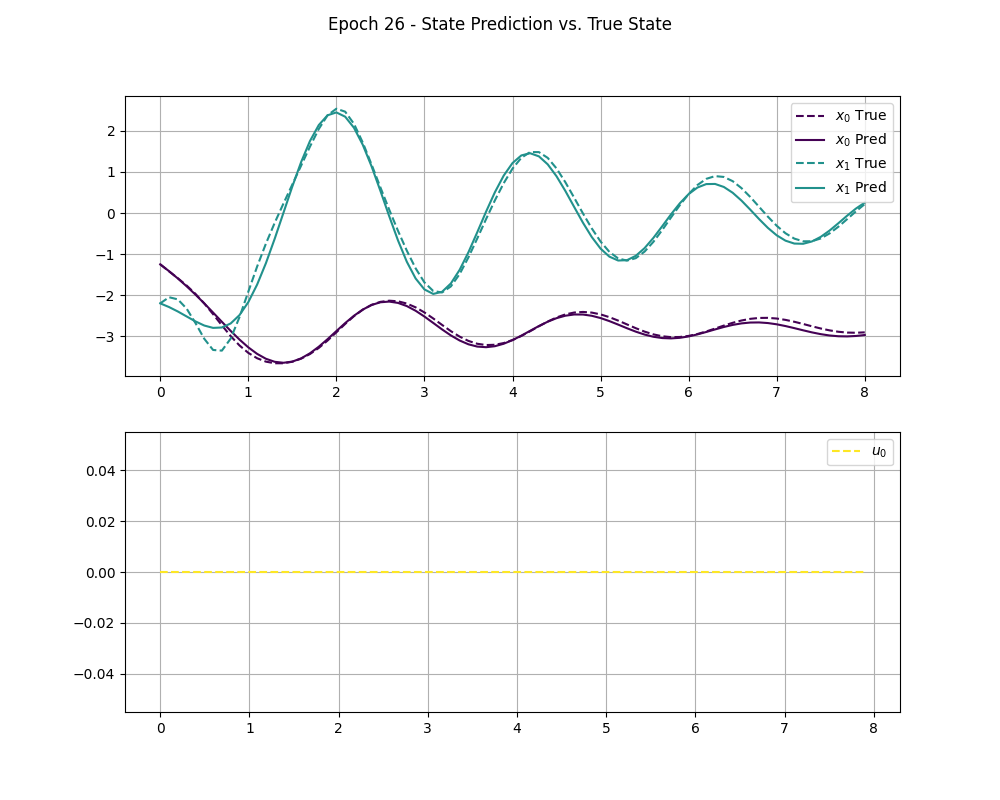 Epoch 26 - State Prediction vs. True State
2
1
0
−1
−2
−3
x0 True
x0 Pred
x1 True
x1 Pred
0 1 2 3 4 5 6 7 8
0.04
0.02
0.00
−0.02
−0.04
u0
0 1 2 3 4 5 6 7 8